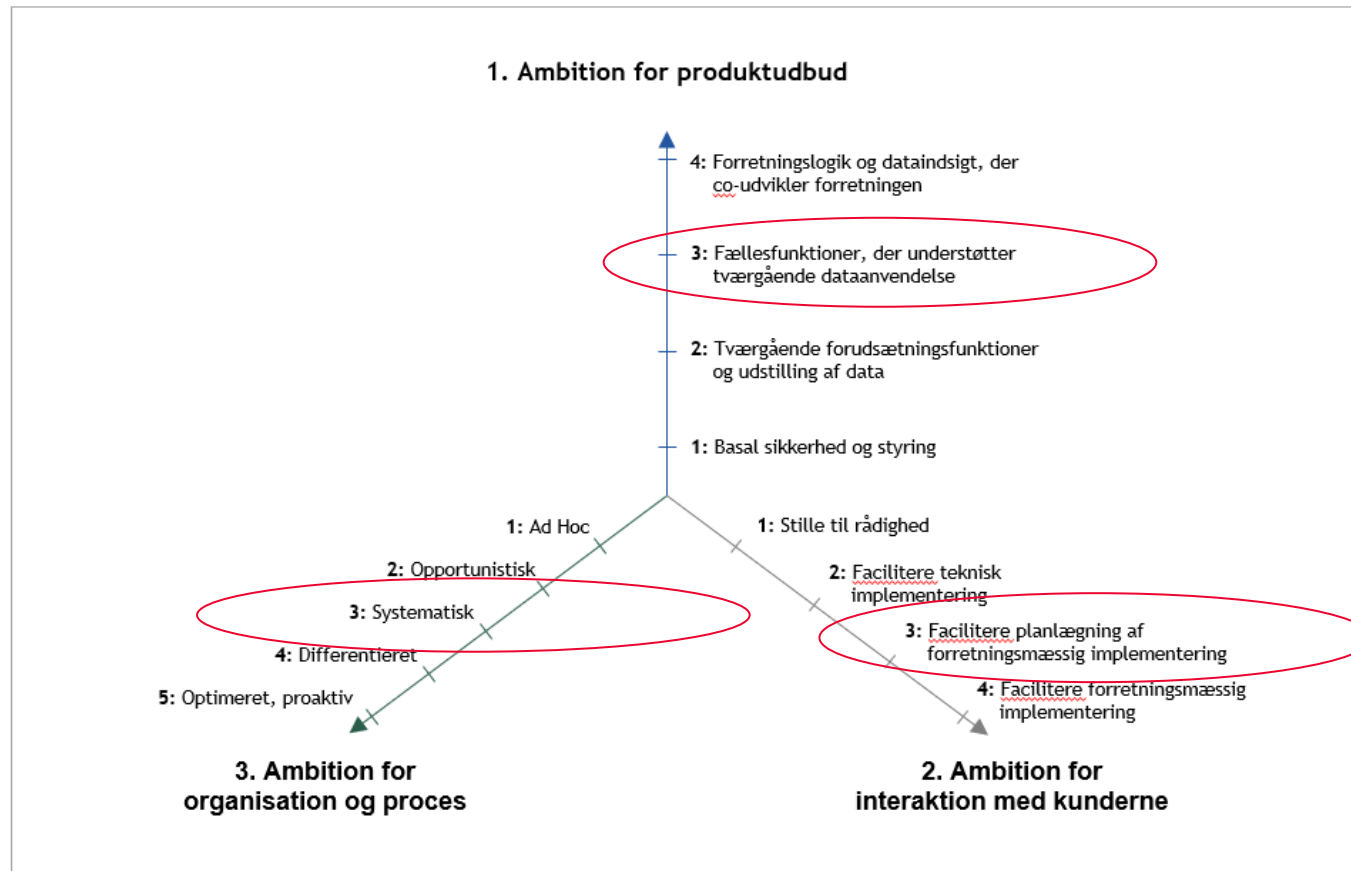 1. Ambition for produktudbud
4: Forretningslogik og dataindsigt, der
co-udvikler forretningen
3: Fællesfunktioner, der understøtter
tværgående dataanvendelse
2: Tværgående forudsætningsfunktioner
og udstilling af data
1: Basal sikkerhed og styring
1: Ad Hoc
2: Opportunistisk
3: Systematisk
4: Differentieret
5: Optimeret, proaktiv
1: Stille til rådighed
2: Facilitere teknisk
implementering
3: Facilitere planlægning af
forretningsmæssig implementering
4: Facilitere forretningsmæssig
implementering
3. Ambition for
organisation og proces
2. Ambition for
interaktion med kunderne